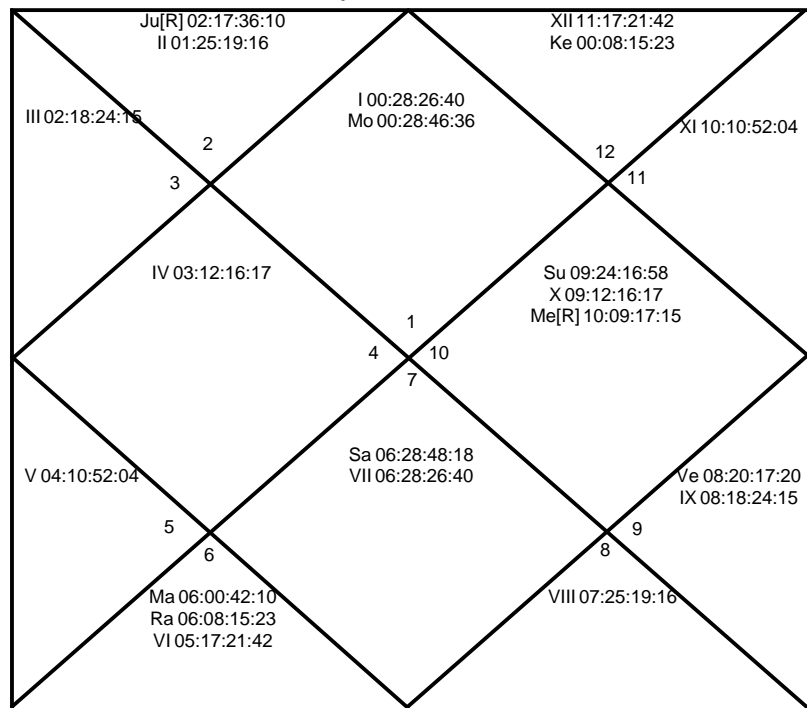 Ju[R] 02:17:36:10
II 01:25:19:16
XII 11:17:21:42
Ke 00:08:15:23
I 00:28:26:40
Mo 00:28:46:36
III 02:18:24:15
XI 10:10:52:04
2
12
3
11
IV 03:12:16:17
Su 09:24:16:58
X 09:12:16:17
Me[R] 10:09:17:15
1
4
10
7
Sa 06:28:48:18
VII 06:28:26:40
V 04:10:52:04
Ve 08:20:17:20
IX 08:18:24:15
5
9
6
8
Ma 06:00:42:10
Ra 06:08:15:23
VI 05:17:21:42
VIII 07:25:19:16